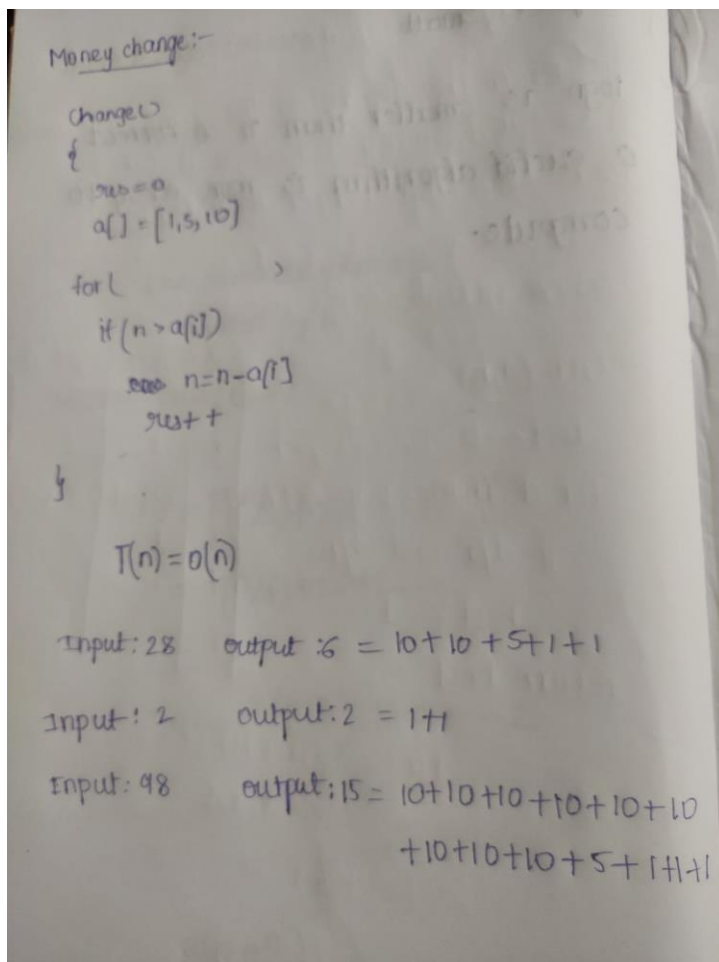 Money change:-
change()
{
res=0
a[] = [1,5,10]
for( )
if (n > a[i])
n=n-a[i]
res++
}
T(n) = O(n)
Input: 28 output: 6 = 10+10+5+1+1
Input: 2 output: 2 = 1+1
Input: 98 output: 15 = 10+10+10+10+10+10
+10+10+10+5+1+1+1